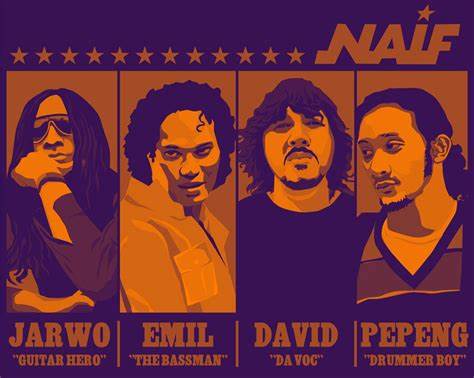 NAIF
JARWO EMIL DAVID PEPENG
"GUITAR HERO" "THE BASSMAN" "DA VOC" "DRUMMER BOY"